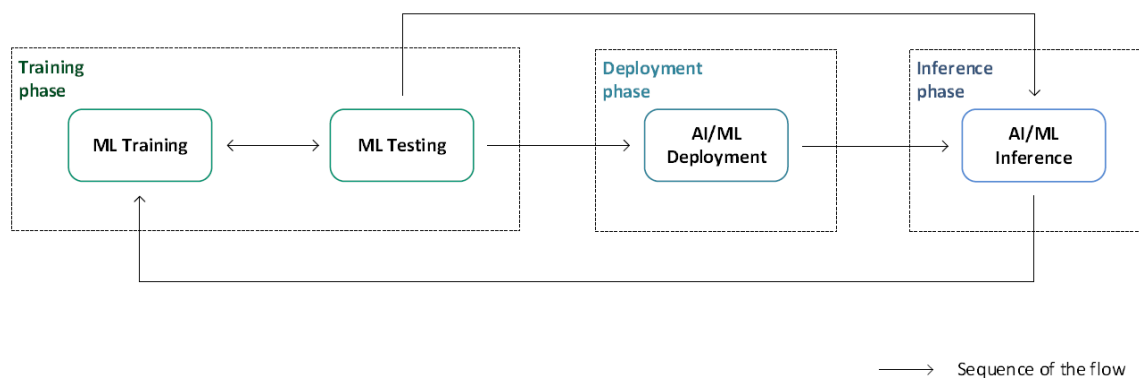 Training
phase
ML Training
ML Testing
Deployment
phase
AI/ML
Deployment
Inference
phase
AI/ML
Inference
Sequence of the flow